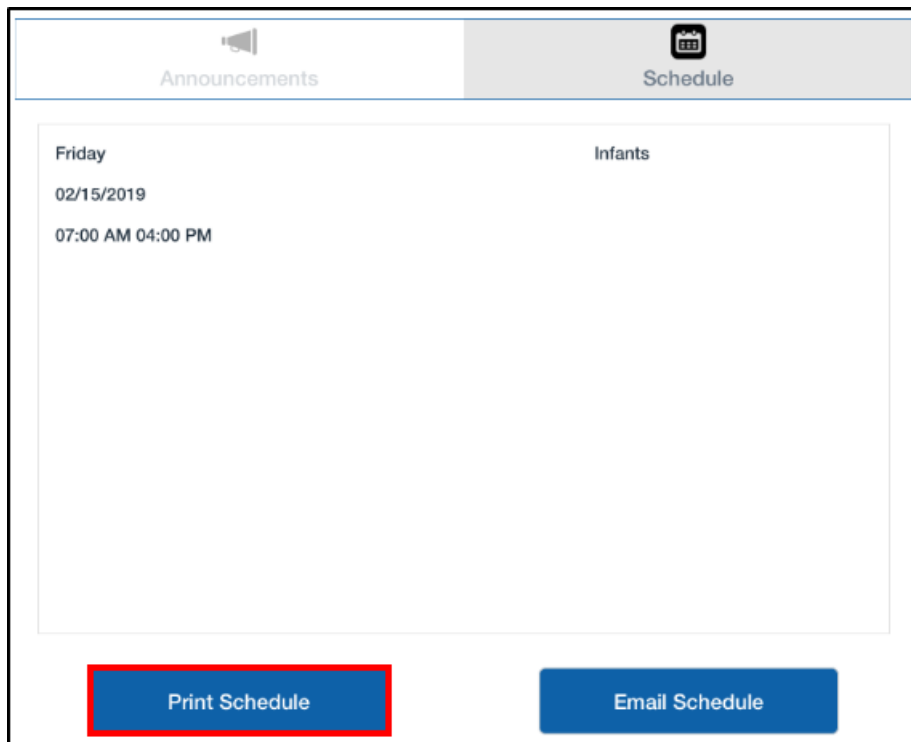 Announcements
Schedule
Friday
Infants
02/15/2019
07:00 AM 04:00 PM
Print Schedule
Email Schedule